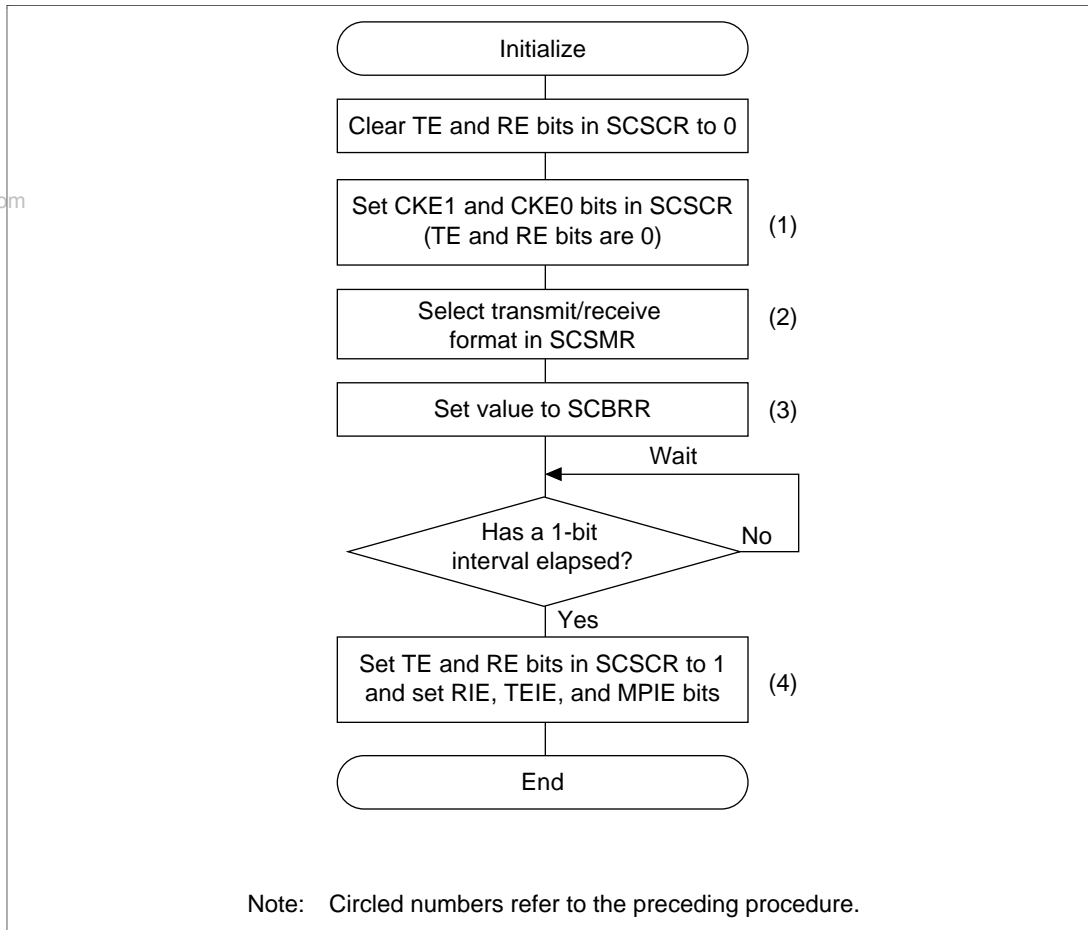 Initialize
Clear TE and RE bits in SCSCR to 0
om
Set CKE1 and CKE0 bits in SCSCR
(TE and RE bits are 0)
(1)
Select transmit/receive
format in SCSMR
(2)
Set value to SCBRR
(3)
Wait
Has a 1-bit
interval elapsed?
No
Yes
Set TE and RE bits in SCSCR to 1
and set RIE, TEIE, and MPIE bits
(4)
End
Note: Circled numbers refer to the preceding procedure.